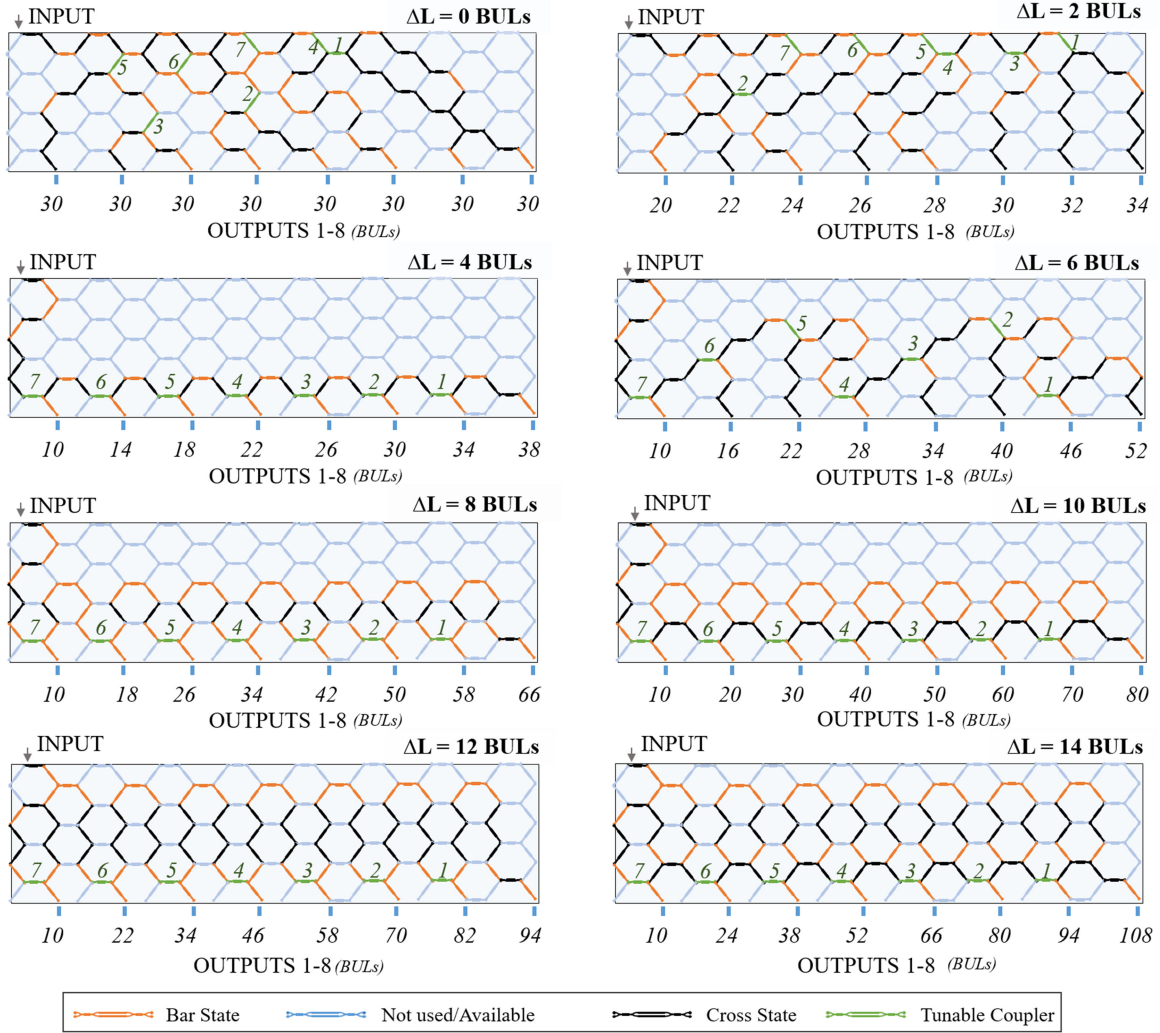 INPUT
ΔL = 0 BULs
7
4
1
5
6
2
3
30 30 30 30 30 30 30 30
OUTPUTS 1-8 (BULs)
INPUT
ΔL = 2 BULs
7
6
5
4
3
1
2
20 22 24 26 28 30 32 34
OUTPUTS 1-8 (BULs)
INPUT
ΔL = 4 BULs
7 6 5 4 3 2 1
10 14 18 22 26 30 34 38
OUTPUTS 1-8 (BULs)
INPUT
ΔL = 6 BULs
5
2
6
3
7
4
1
10 16 22 28 34 40 46 52
OUTPUTS 1-8 (BULs)
INPUT
ΔL = 8 BULs
7 6 5 4 3 2 1
10 18 26 34 42 50 58 66
OUTPUTS 1-8 (BULs)
INPUT
ΔL = 10 BULs
7 6 5 4 3 2 1
10 20 30 40 50 60 70 80
OUTPUTS 1-8 (BULs)
INPUT
ΔL = 12 BULs
7 6 5 4 3 2 1
10 22 34 46 58 70 82 94
OUTPUTS 1-8 (BULs)
INPUT
ΔL = 14 BULs
7 6 5 4 3 2 1
10 24 38 52 66 80 94 108
OUTPUTS 1-8 (BULs)
Bar State Not used/Available Cross State Tunable Coupler